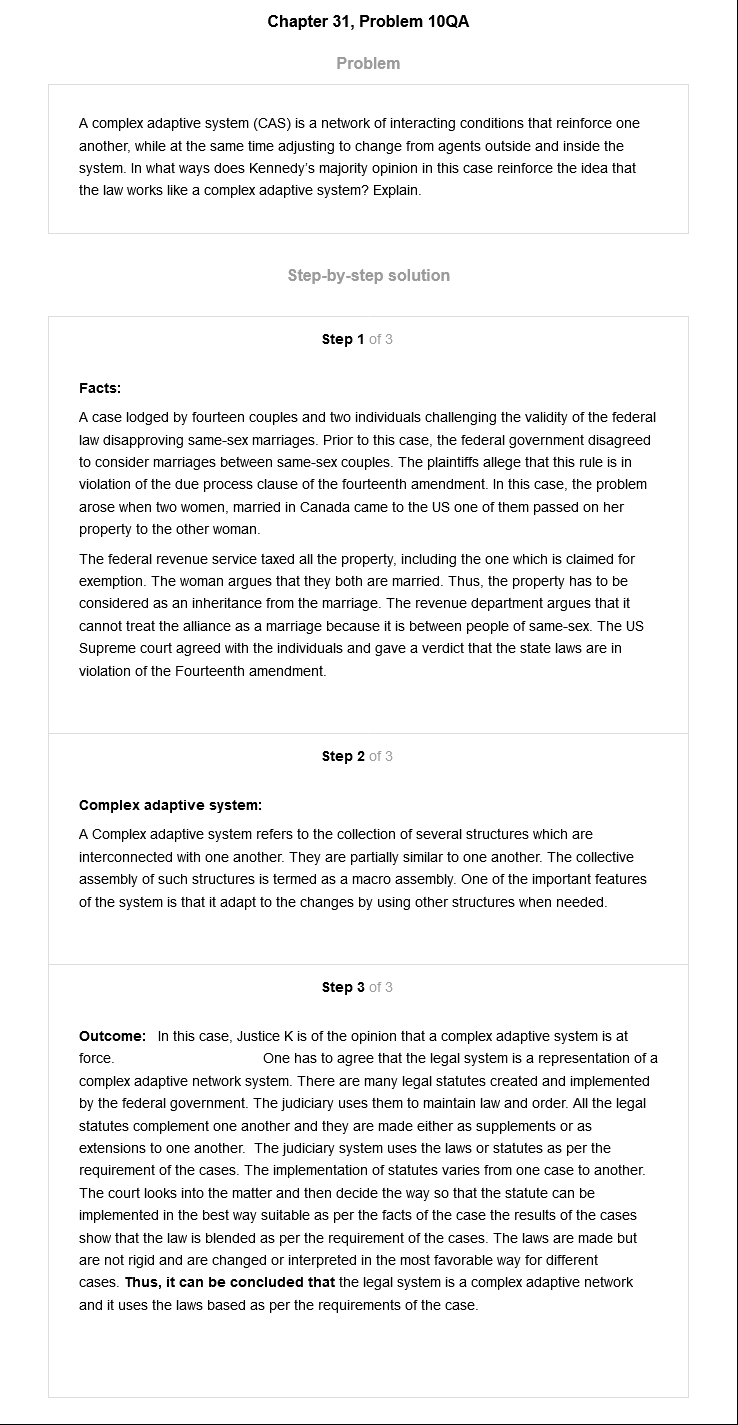 Chapter 31, Problem 10QA
Problem
A complex adaptive system (CAS) is a network of interacting conditions that reinforce one
another, while at the same time adjusting to change from agents outside and inside the
system. In what ways does Kennedy's majority opinion in this case reinforce the idea that
the law works like a complex adaptive system? Explain.
Step-by-step solution
Step 1 of 3
Facts:
A case lodged by fourteen couples and two individuals challenging the validity of the federal
law disapproving same-sex marriages. Prior to this case, the federal government disagreed
to consider marriages between same-sex couples. The plaintiffs allege that this rule is in
violation of the due process clause of the fourteenth amendment. In this case, the problem
arose when two women, married in Canada came to the US one of them passed on her
property to the other woman.
The federal revenue service taxed all the property, including the one which is claimed for
exemption. The woman argues that they both are married. Thus, the property has to be
considered as an inheritance from the marriage. The revenue department argues that it
cannot treat the alliance as a marriage because it is between people of same-sex. The US
Supreme court agreed with the individuals and gave a verdict that the state laws are in
violation of the Fourteenth amendment.
Step 2 of 3
Complex adaptive system:
A Complex adaptive system refers to the collection of several structures which are
interconnected with one another. They are partially similar to one another. The collective
assembly of such structures is termed as a macro assembly. One of the important features
of the system is that it adapt to the changes by using other structures when needed.
Step 3 of 3
Outcome: In this case, Justice K is of the opinion that a complex adaptive system is at
force. One has to agree that the legal system is a representation of a
complex adaptive network system. There are many legal statutes created and implemented
by the federal government. The judiciary uses them to maintain law and order. All the legal
statutes complement one another and they are made either as supplements or as
extensions to one another. The judiciary system uses the laws or statutes as per the
requirement of the cases. The implementation of statutes varies from one case to another.
The court looks into the matter and then decide the way so that the statute can be
implemented in the best way suitable as per the facts of the case the results of the cases
show that the law is blended as per the requirement of the cases. The laws are made but
are not rigid and are changed or interpreted in the most favorable way for different
cases. Thus, it can be concluded that the legal system is a complex adaptive network
and it uses the laws based as per the requirements of the case.